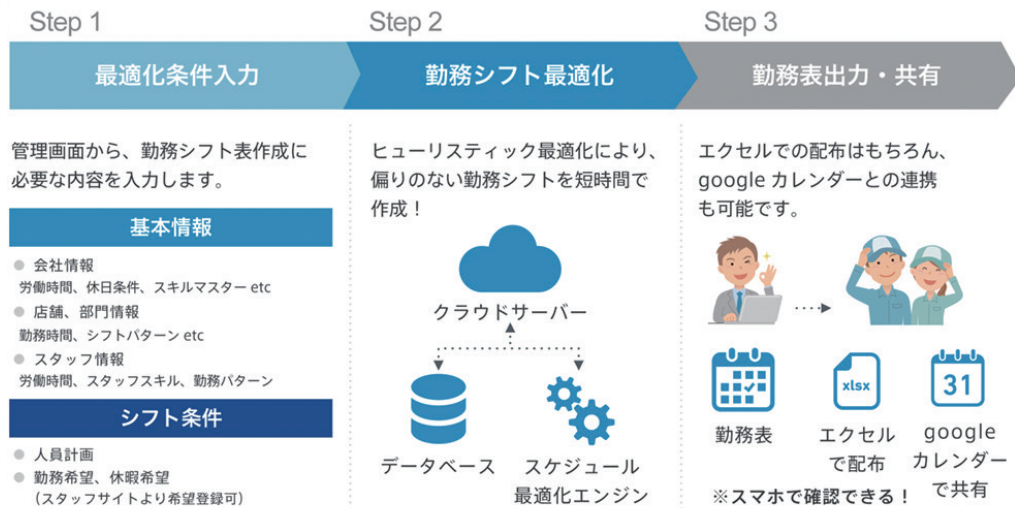 Step 1
最適化条件入力
管理画面から、勤務シフト表作成に
必要な内容を入力します。
基本情報
会社情報
労働時間、休日条件、スキルマスター etc
店舗、部門情報
勤務時間、シフトパターン etc
スタッフ情報
労働時間、スタッフスキル、勤務パターン
シフト条件
人員計画
勤務希望、休暇希望
（スタッフサイトより希望登録可）
Step 2
勤務シフト最適化
ヒューリスティック最適化により、
偏りのない勤務シフトを短時間で
作成！
クラウドサーバー
データベース
スケジュール
最適化エンジン
Step 3
勤務表出力・共有
エクセルでの配布はもちろん、
google カレンダーとの連携
も可能です。
勤務表
xlsx
エクセル
で配布
31
google
カレンダー
で共有
※スマホで確認できる！